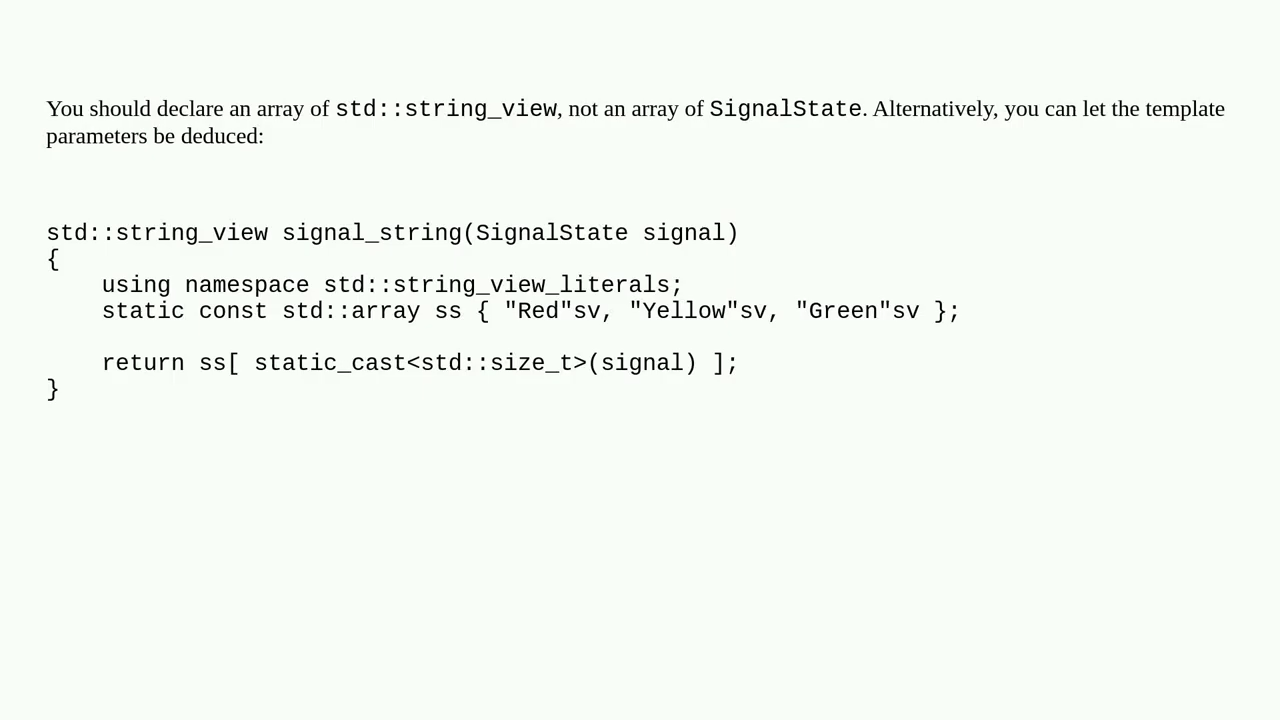 You should declare an array of std::string_view, not an array of SignalState. Alternatively, you can let the template
parameters be deduced:
std::string_view signal_string(SignalState signal)
{
    using namespace std::string_view_literals;
    static const std::array ss { "Red"sv, "Yellow"sv, "Green"sv };
    return ss[ static_cast<std::size_t>(signal) ];
}